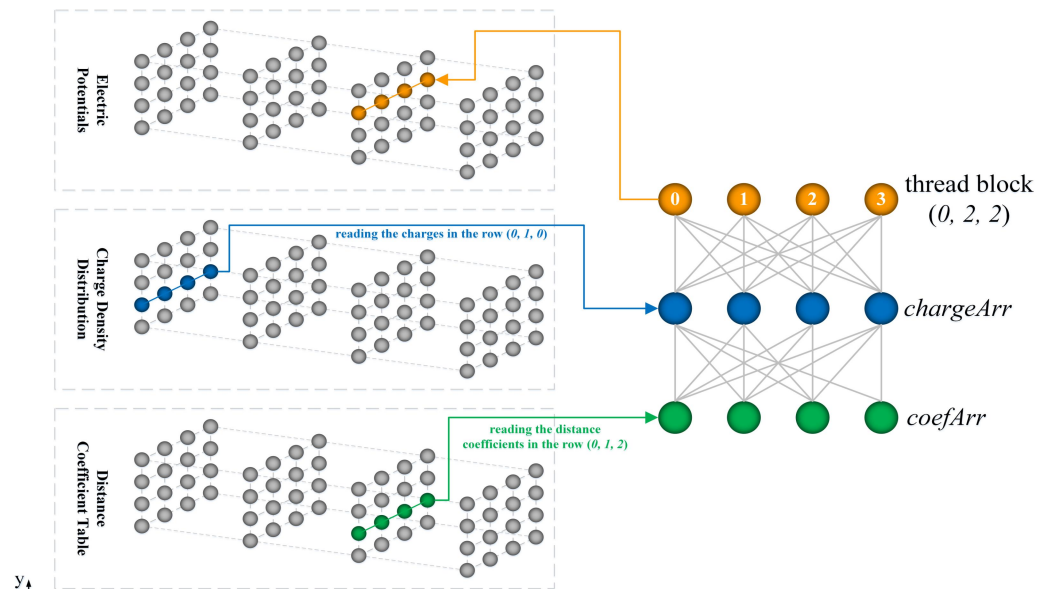 Electric
Potentials
0
1
2
3
thread block
(0, 2, 2)
Charge Density
Distribution
reading the charges in the row (0, 1, 0)
chargeArr
Distance
Coefficient Table
reading the distance
coefficients in the row (0, 1, 2)
coefArr
y